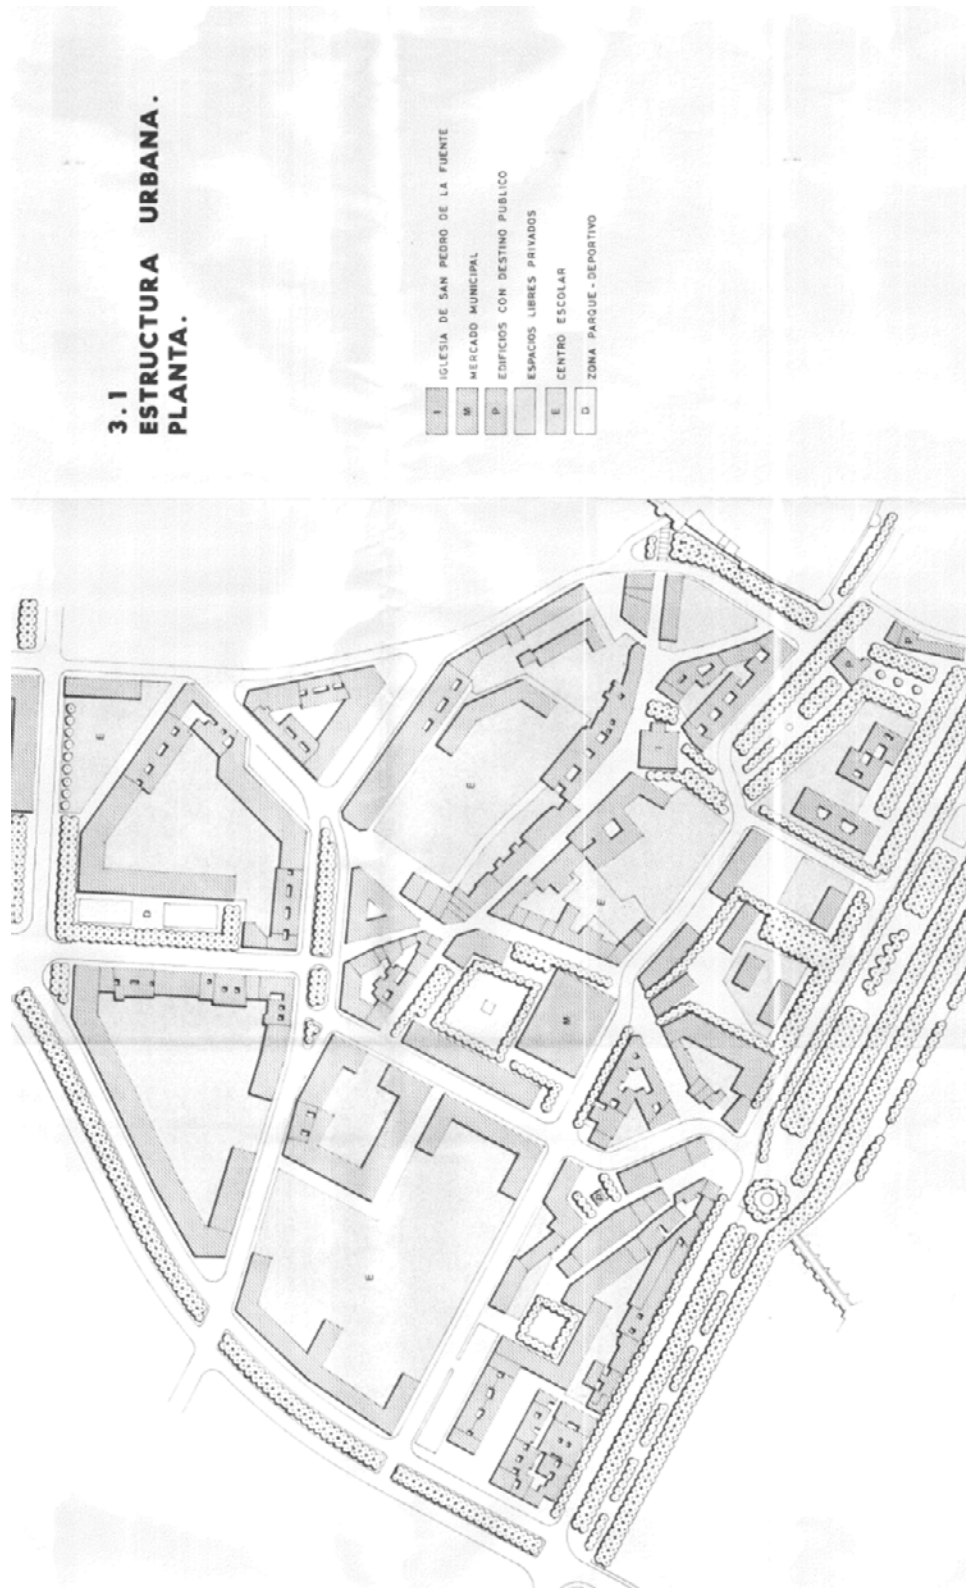 3.1
ESTRUCTURA URBANA.
PLANTA.
I IGLESIA DE SAN PEDRO DE LA FUENTE
M MERCADO MUNICIPAL
P EDIFICIOS CON DESTINO PUBLICO
ESPACIOS LIBRES PRIVADOS
E CENTRO ESCOLAR
D ZONA PARQUE-DEPORTIVO
E
D
E
I
E
M
E
P
P